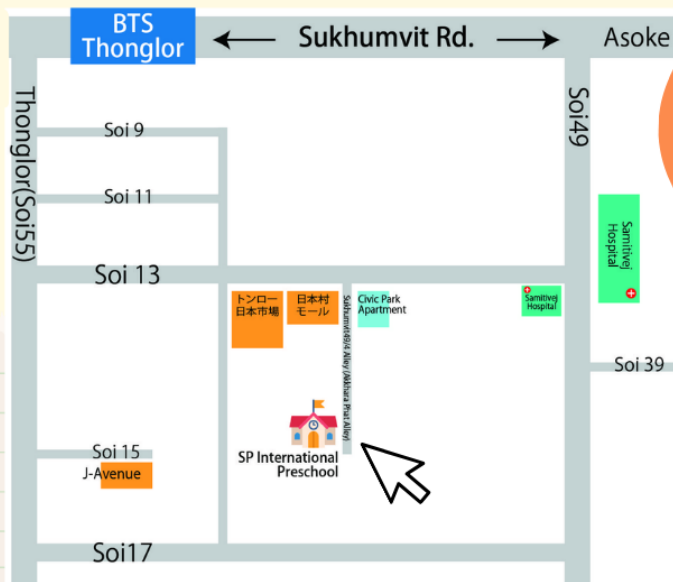 BTS
Thonglor
Sukhumvit Rd.
Asoke
Thonglor(Soi55)
Soi49
Soi 9
Soi 11
Samitivej
Hospital
Soi 13
トンロー
日本市場
日本村
モール
Sukhumvit49/4 Alley (Akkhara Phat Alley)
Civic Park
Apartment
Samitivej
Hospital
Soi 39
Soi 15
J-Avenue
SP International
Preschool
Soi17